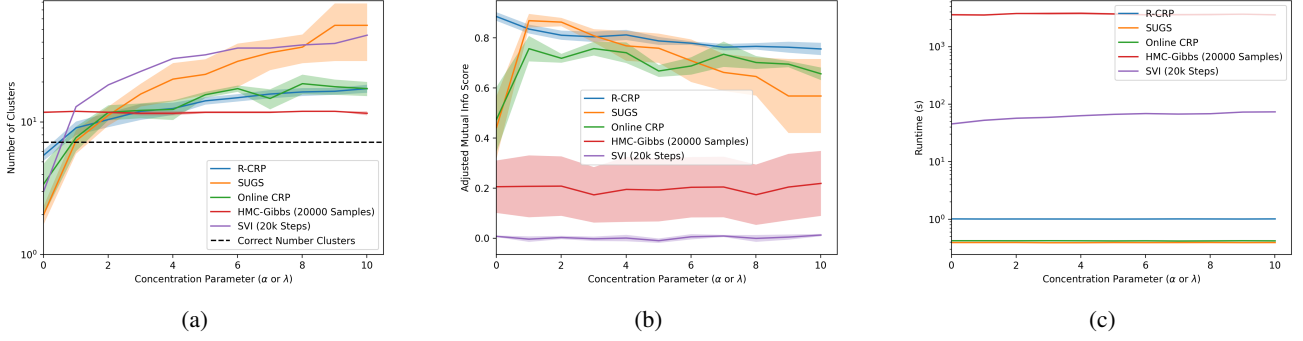 Number of Clusters
10¹
10⁰
0
2
4
6
8
10
Concentration Parameter (α or λ)
R-CRP
SUGS
Online CRP
HMC-Gibbs (20000 Samples)
SVI (20k Steps)
Correct Number Clusters
(a)
Adjusted Mutual Info Score
0.8
0.6
0.4
0.2
0.0
0
2
4
6
8
10
Concentration Parameter (α or λ)
R-CRP
SUGS
Online CRP
HMC-Gibbs (20000 Samples)
SVI (20k Steps)
(b)
Runtime (s)
10³
10²
10¹
10⁰
0
2
4
6
8
10
Concentration Parameter (α or λ)
R-CRP
SUGS
Online CRP
HMC-Gibbs (20000 Samples)
SVI (20k Steps)
(c)